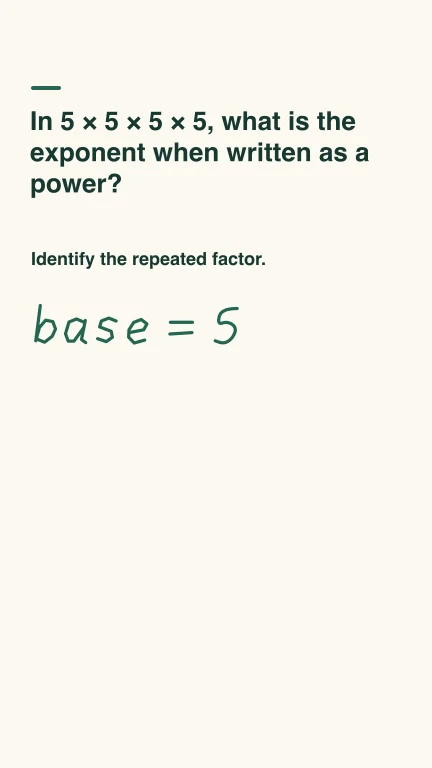 In 5 × 5 × 5 × 5, what is the
exponent when written as a
power?
Identify the repeated factor.
base = 5